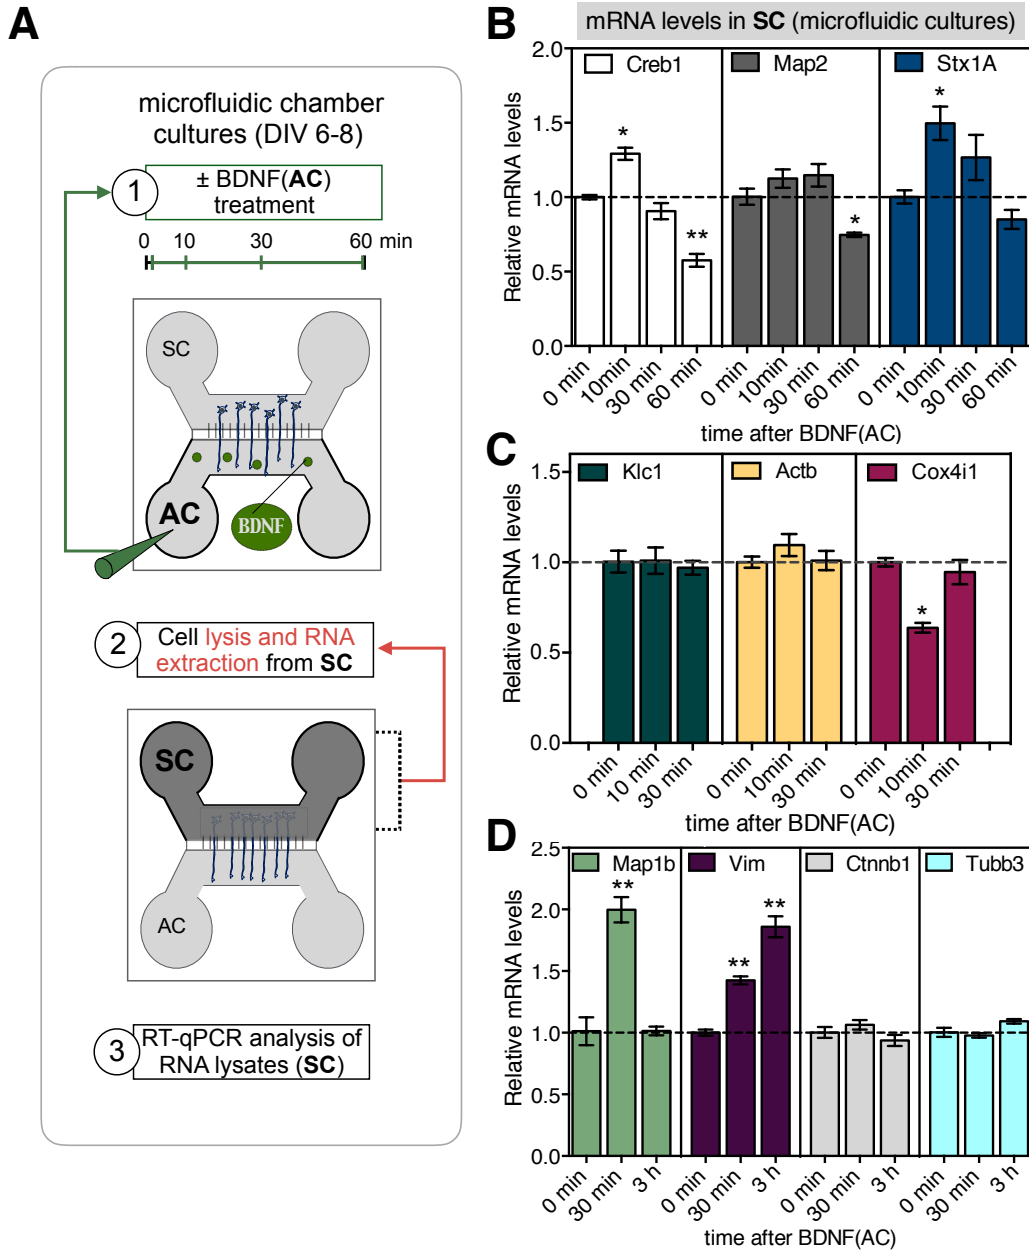 A
microfluidic chamber
cultures (DIV 6-8)
1
± BDNF(AC)
treatment
0 10 30 60 min
SC
AC
BDNF
2
Cell lysis and RNA
extraction from SC
SC
AC
3
RT-qPCR analysis of
RNA lysates (SC)
B
mRNA levels in SC (microfluidic cultures)
Relative mRNA levels
2.0
1.5
1.0
0.5
0.0
Creb1 Map2 Stx1A
* ** * *
0 min 10min 30 min 60 min 0 min 10min 30 min 60 min 0 min 10min 30 min 60 min
time after BDNF(AC)
C
Relative mRNA levels
1.5
1.0
0.5
0.0
Klc1 Actb Cox4i1
*
0 min 10 min 30 min 0 min 10min 30 min 0 min 10min 30 min
time after BDNF(AC)
D
Relative mRNA levels
2.5
2.0
1.5
1.0
0.5
0.0
Map1b Vim Ctnnb1 Tubb3
** ** **
0 min 30 min 3 h 0 min 30 min 3 h 0 min 30 min 3 h 0 min 30 min 3 h
time after BDNF(AC)